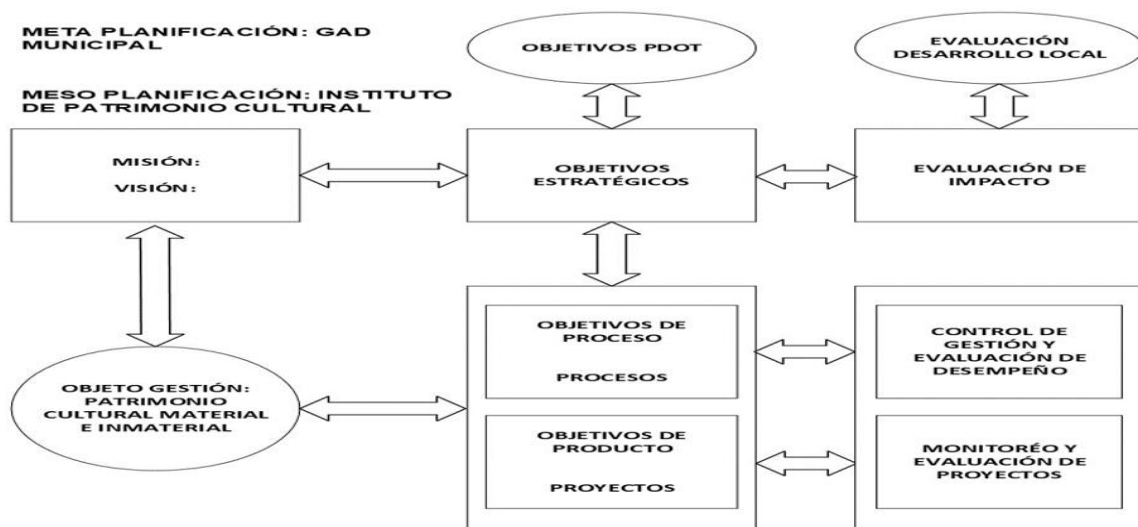 META PLANIFICACIÓN: GAD
MUNICIPAL
OBJETIVOS PDOT
EVALUACIÓN
DESARROLLO LOCAL
MESO PLANIFICACIÓN: INSTITUTO
DE PATRIMONIO CULTURAL
MISIÓN:
VISIÓN:
OBJETIVOS
ESTRATÉGICOS
EVALUACIÓN DE
IMPACTO
OBJETO GESTIÓN:
PATRIMONIO
CULTURAL MATERIAL
E INMATERIAL
OBJETIVOS DE
PROCESO
PROCESOS
CONTROL DE
GESTIÓN Y
EVALUACIÓN DE
DESEMPEÑO
OBJETIVOS DE
PRODUCTO
PROYECTOS
MONITORÉO Y
EVALUACIÓN DE
PROYECTOS